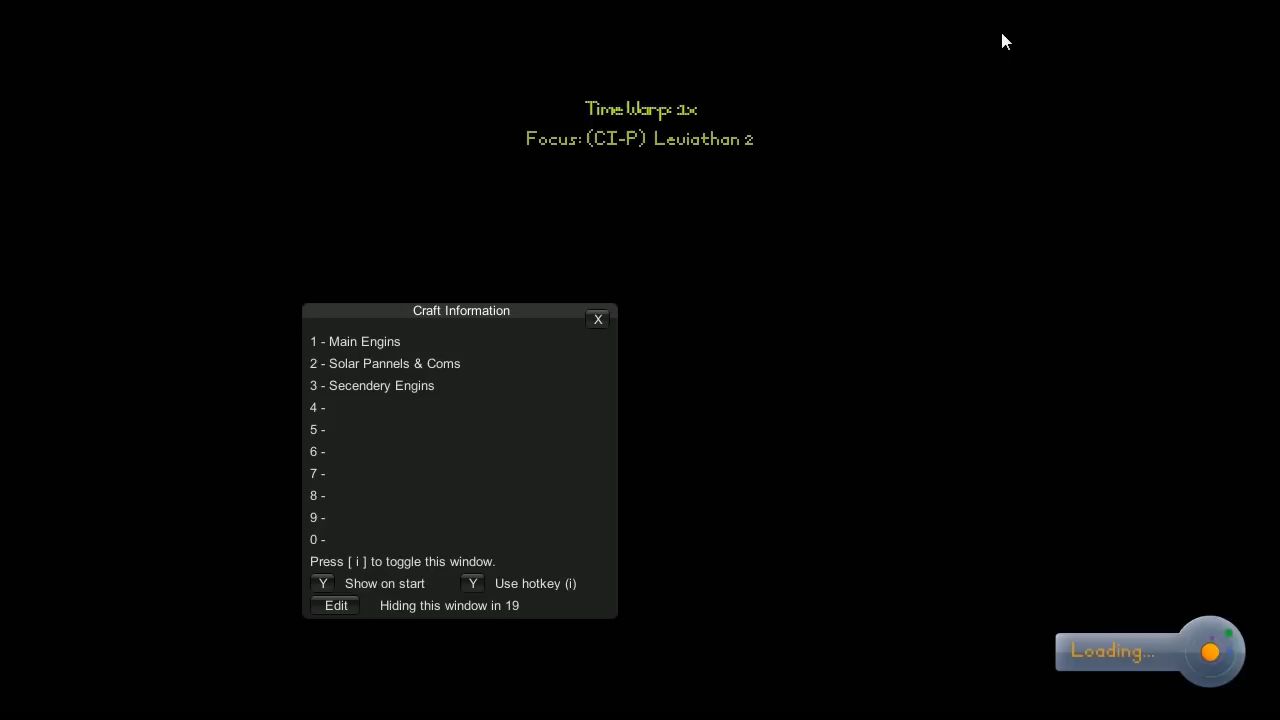 Time Warp: 1x
Focus: (CI-P) Leviathan 2
Craft Information
X
1 - Main Engins
2 - Solar Pannels & Coms
3 - Secendery Engins
4 -
5 -
6 -
7 -
8 -
9 -
0 -
Press [ i ] to toggle this window.
Y Show on start Y Use hotkey (i)
Edit Hiding this window in 19
Loading...